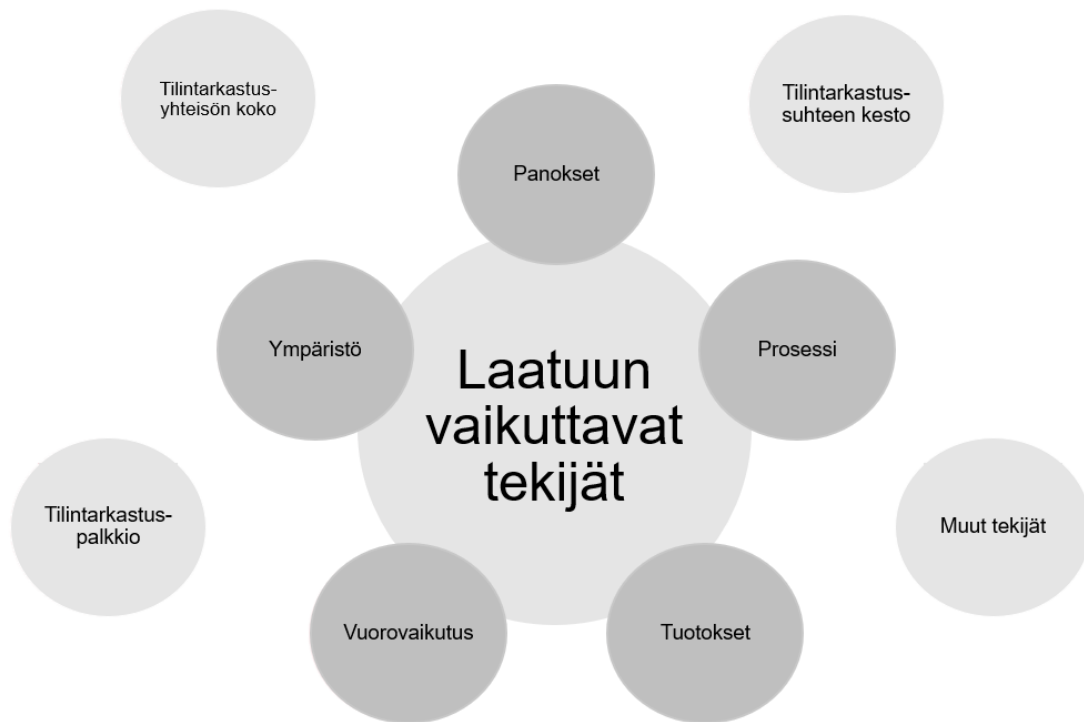 Tilintarkastus-
yhteisön koko
Tilintarkastus-
suhteen kesto
Panokset
Ympäristö
Prosessi
Laatuun
vaikuttavat
tekijät
Tilintarkastus-
palkkio
Muut tekijät
Vuorovaikutus
Tuotokset